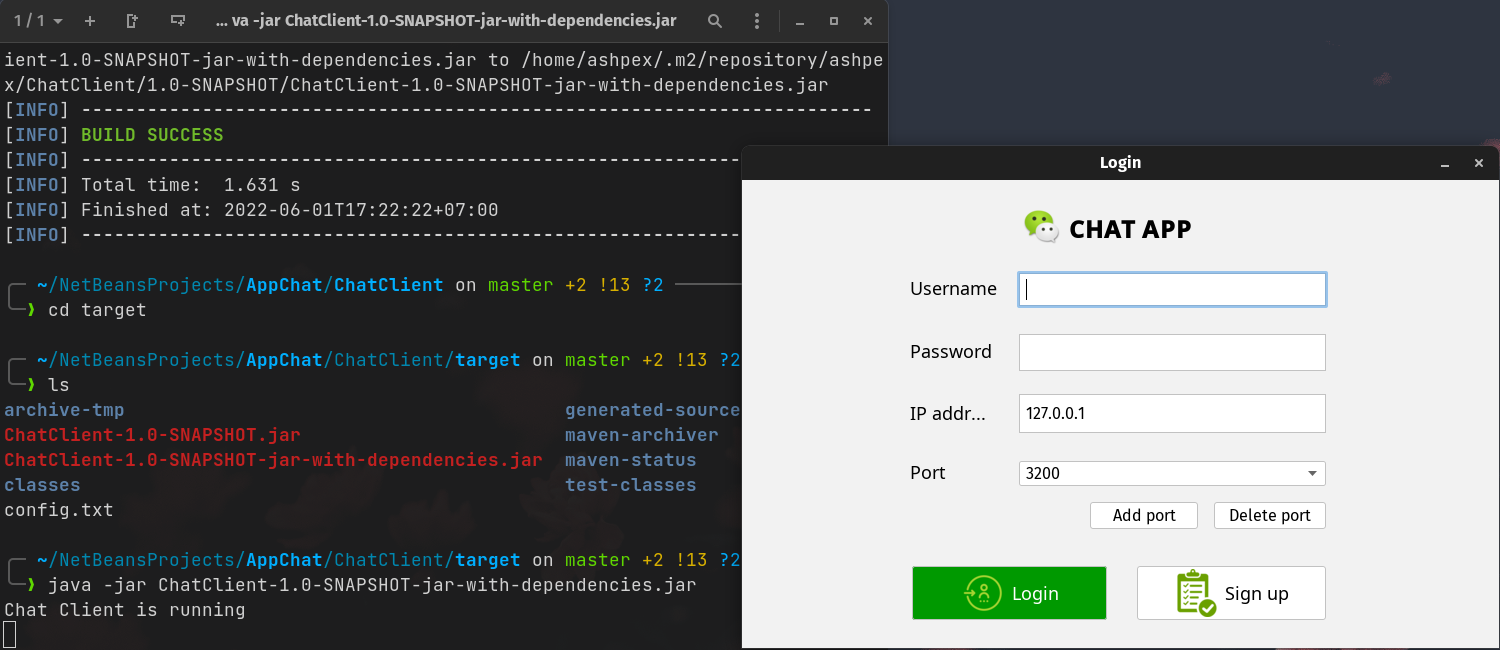 1 / 1
... va -jar ChatClient-1.0-SNAPSHOT-jar-with-dependencies.jar
ient-1.0-SNAPSHOT-jar-with-dependencies.jar to /home/ashpex/.m2/repository/ashpe
x/ChatClient/1.0-SNAPSHOT/ChatClient-1.0-SNAPSHOT-jar-with-dependencies.jar
[INFO] ------------------------------------------------------------------------
[INFO] BUILD SUCCESS
[INFO] ------------------------------------------------------------
[INFO] Total time:  1.631 s
[INFO] Finished at: 2022-06-01T17:22:22+07:00
[INFO] ------------------------------------------------------------
~/NetBeansProjects/AppChat/ChatClient on master +2 !13 ?2
❯ cd target
~/NetBeansProjects/AppChat/ChatClient/target on master +2 !13 ?2
❯ ls
archive-tmp generated-source
ChatClient-1.0-SNAPSHOT.jar maven-archiver
ChatClient-1.0-SNAPSHOT-jar-with-dependencies.jar maven-status
classes test-classes
config.txt
~/NetBeansProjects/AppChat/ChatClient/target on master +2 !13 ?2
❯ java -jar ChatClient-1.0-SNAPSHOT-jar-with-dependencies.jar
Chat Client is running
Login
CHAT APP
Username
Password
IP addr... 127.0.0.1
Port 3200
Add port Delete port
Login Sign up